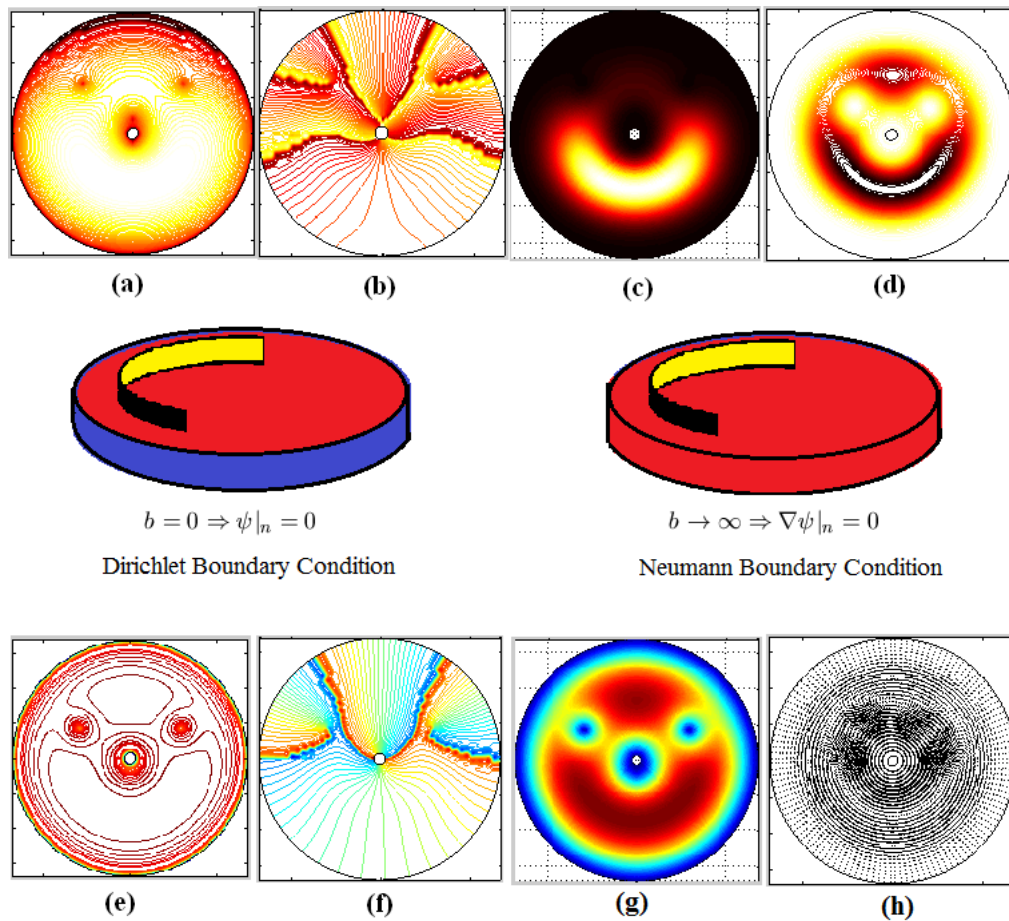 (a) (b) (c) (d)
b = 0 ⇒ ψ|ₙ = 0
b → ∞ ⇒ ∇ψ|ₙ = 0
Dirichlet Boundary Condition
Neumann Boundary Condition
(e) (f) (g) (h)